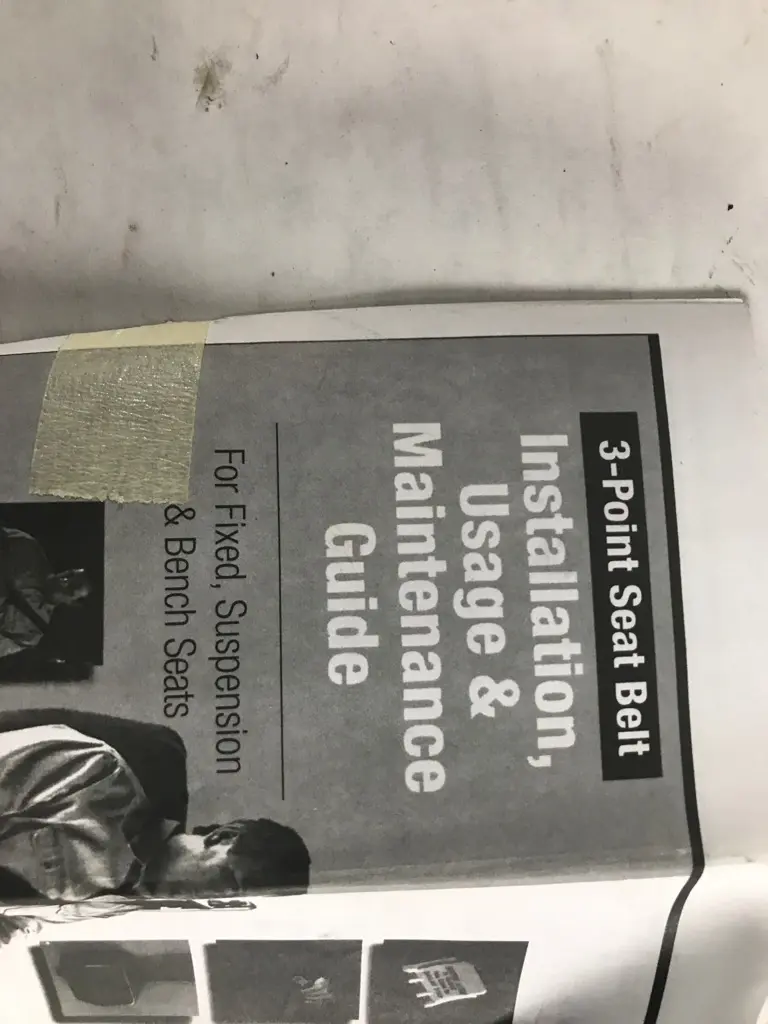 3-Point Seat Belt
Installation,
Usage &
Maintenance
Guide
For Fixed, Suspension
& Bench Seats